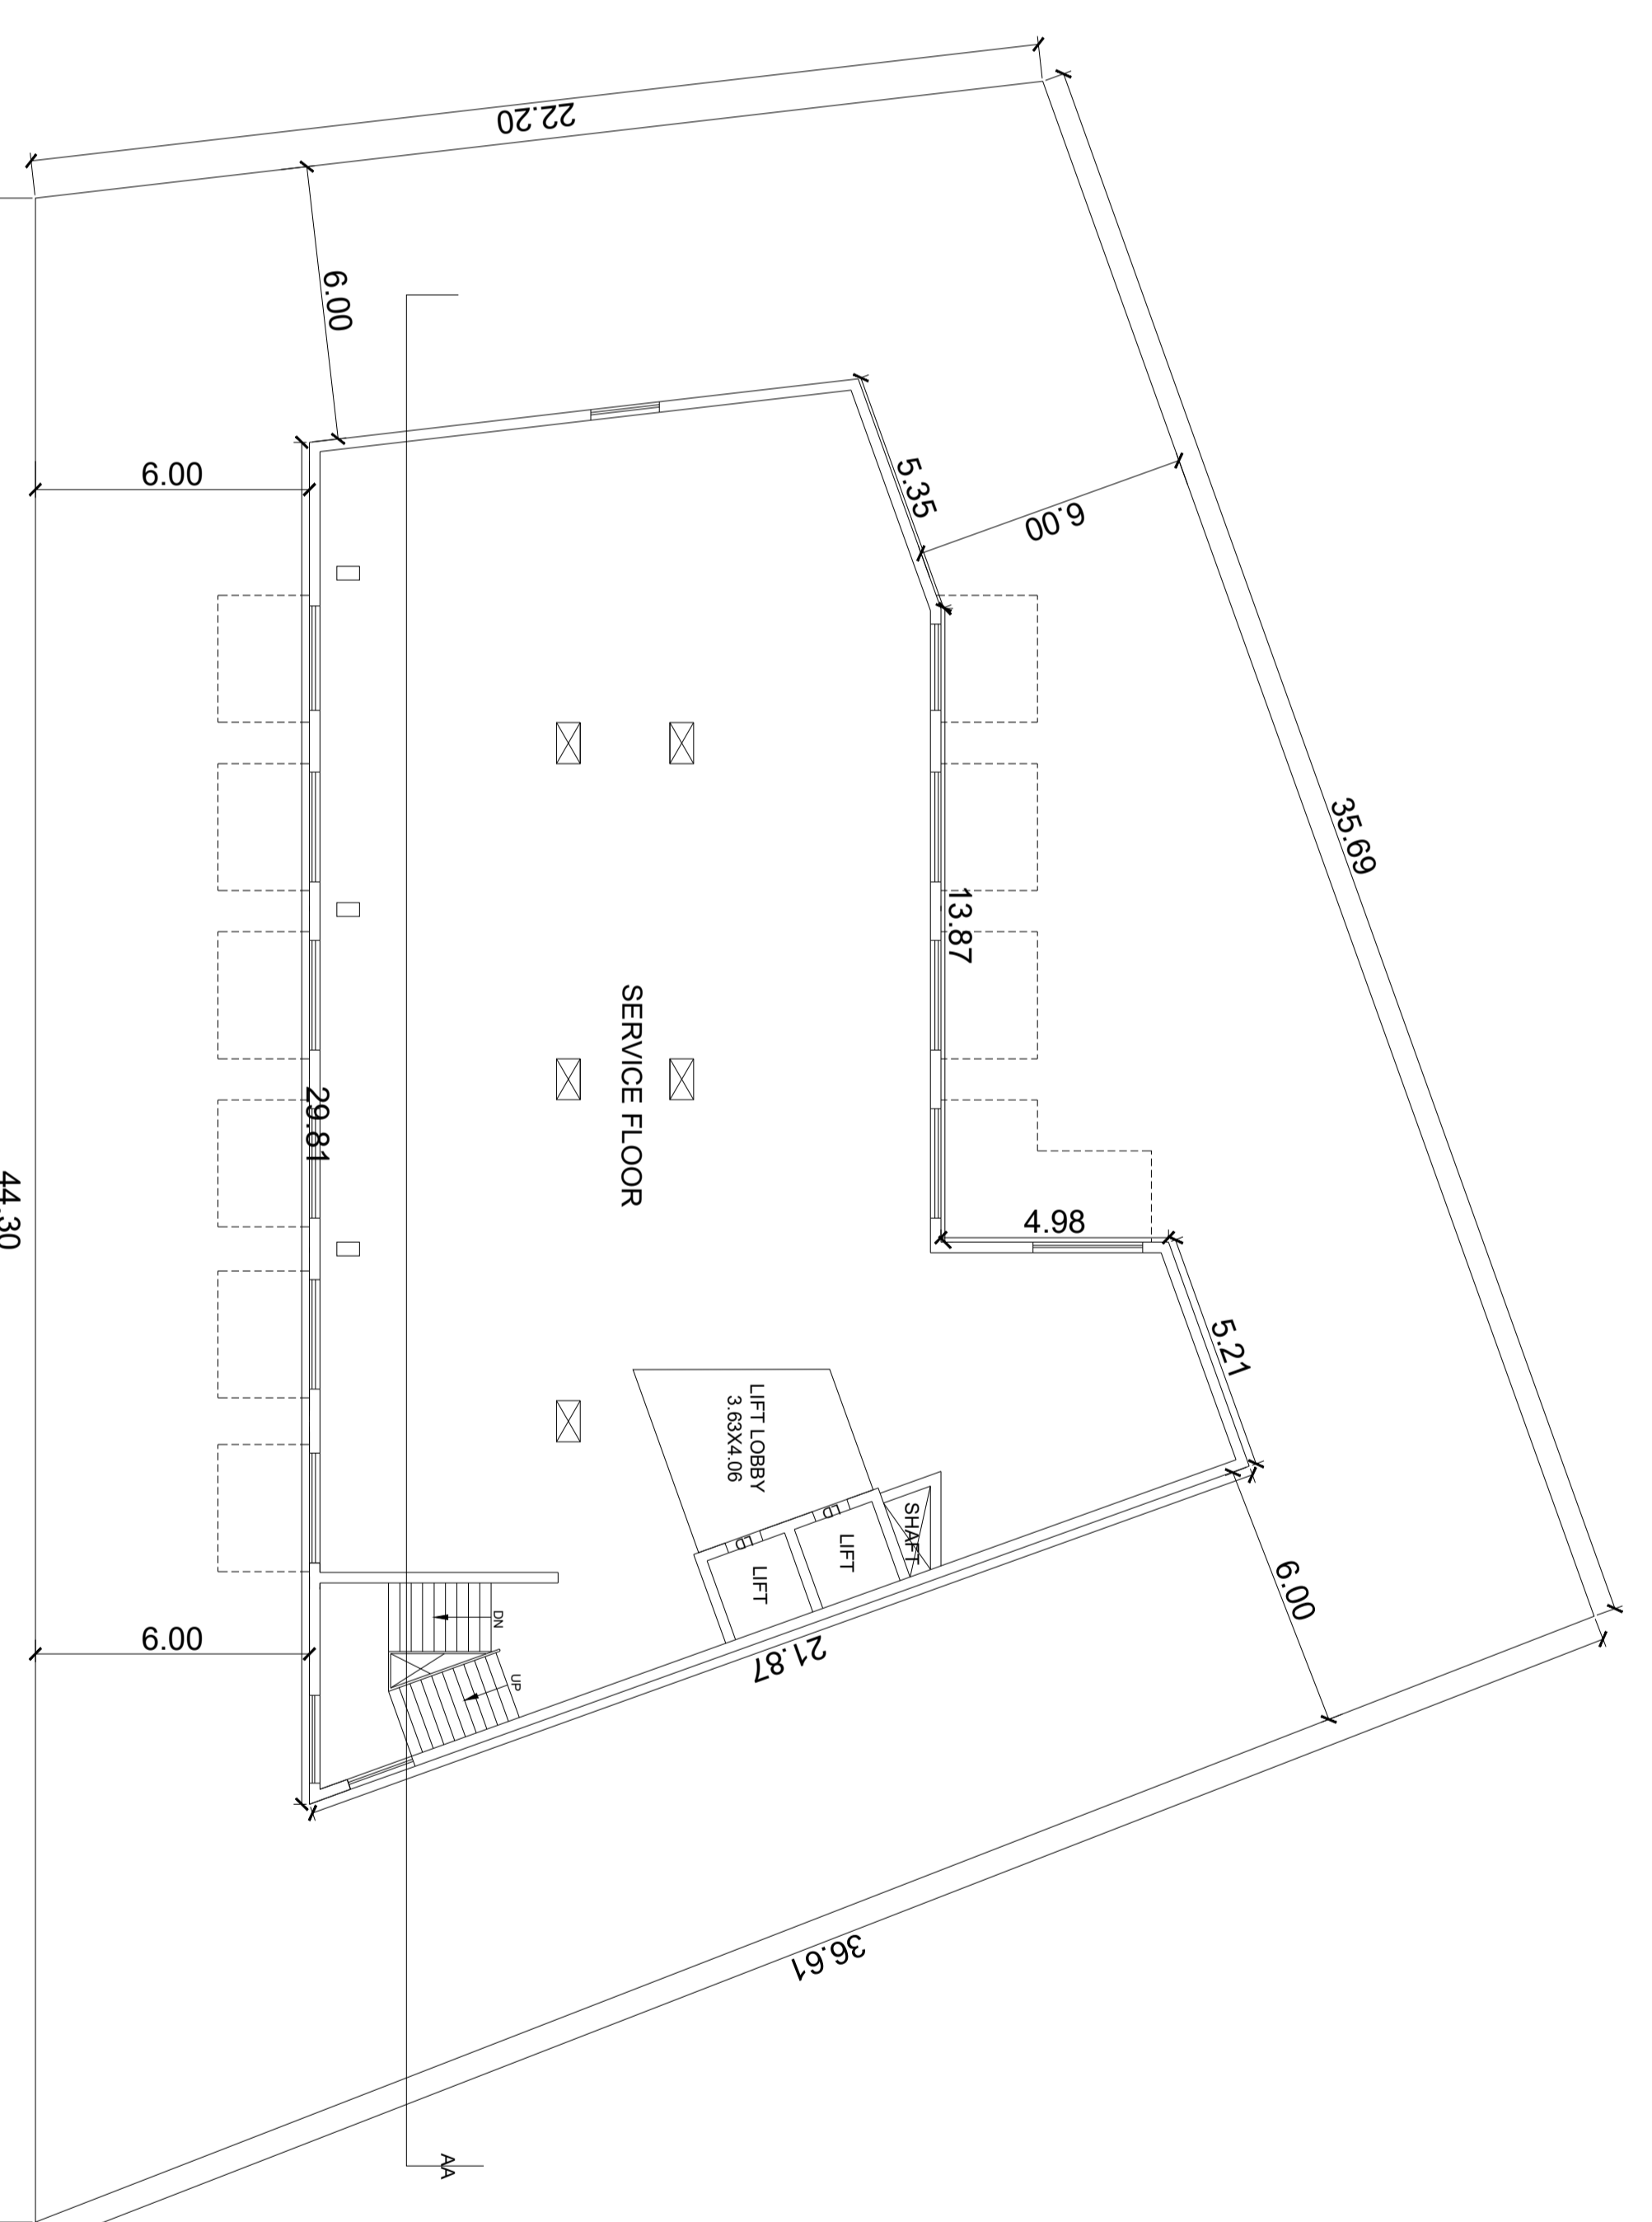 22.20
6.00
6.00
5.35
6.00
35.69
13.87
SERVICE FLOOR
29.81
44.30
4.98
5.21
LIFT LOBBY
3.63X4.06
LD
LD
SHAFT
LIFT
LIFT
6.00
DN
UP
6.00
21.87
36.61
AA